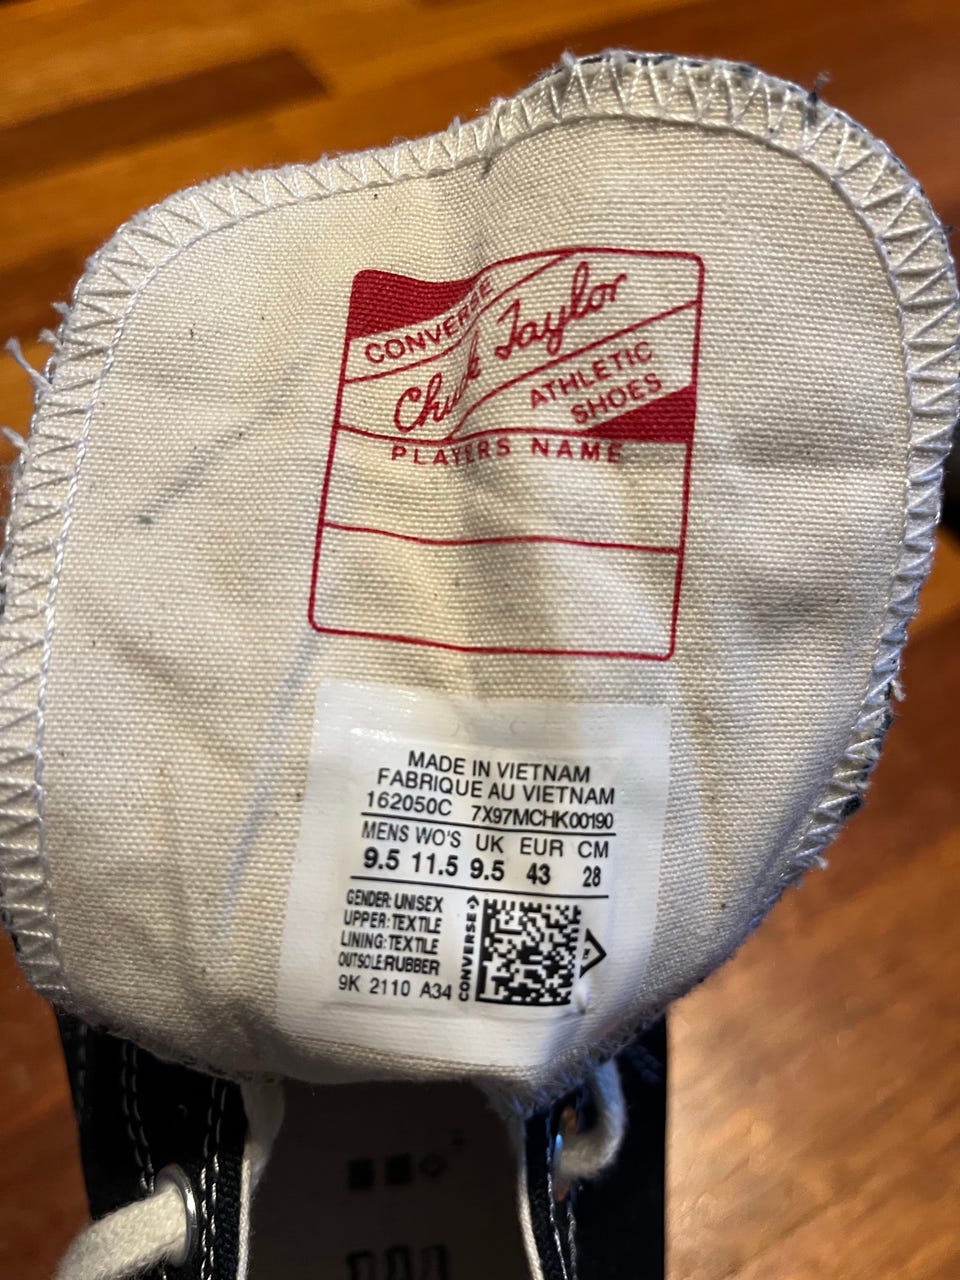 CONVERSE
Chuck Taylor
ATHLETIC
SHOES
PLAYERS NAME
MADE IN VIETNAM
FABRIQUE AU VIETNAM
162050C 7X97MCHK00190
MENS WO'S UK EUR CM
9.5 11.5 9.5 43 28
GENDER: UNISEX
UPPER: TEXTILE
LINING: TEXTILE
OUTSOLE: RUBBER
9K 2110 A34
CONVERSE